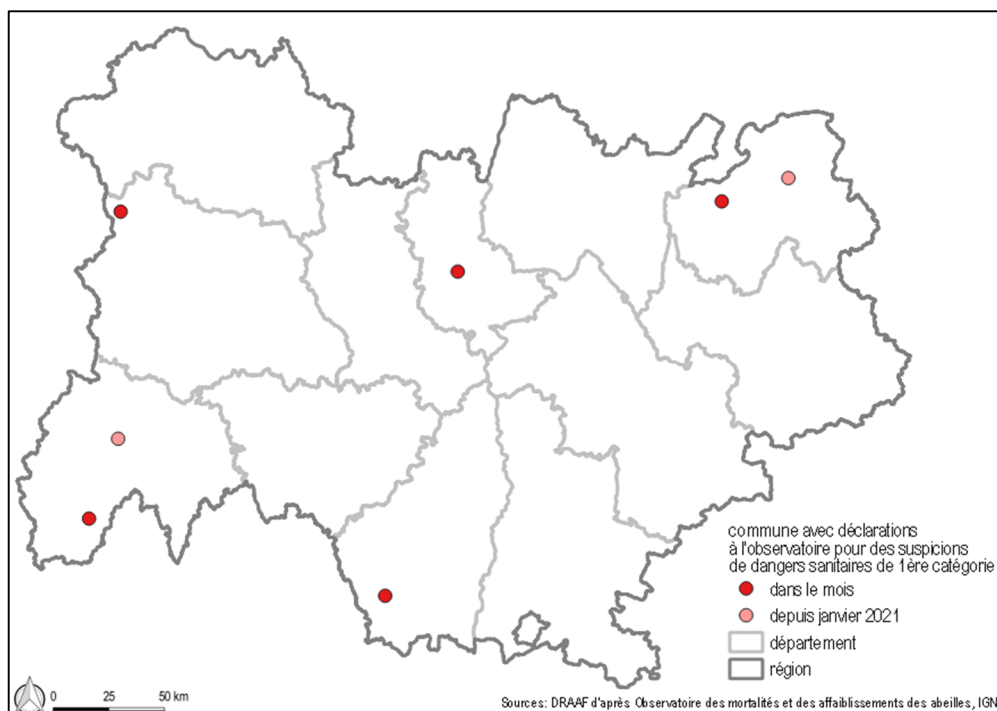 commune avec déclarations
à l'observatoire pour des suspicions
de dangers sanitaires de 1ère catégorie
dans le mois
depuis janvier 2021
département
région
0 25 50 km
Sources: DRAAF d'après Observatoire des mortalités et des affaiblissements des abeilles, IGN